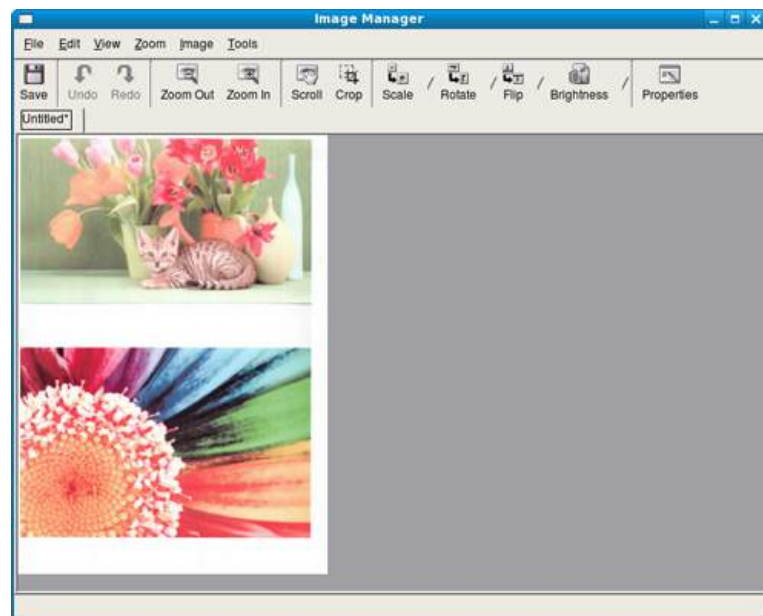 Image Manager
File Edit View Zoom Image Tools
Save Undo Redo Zoom Out Zoom In Scroll Crop Scale / Rotate / Flip / Brightness / Properties
Untitled*